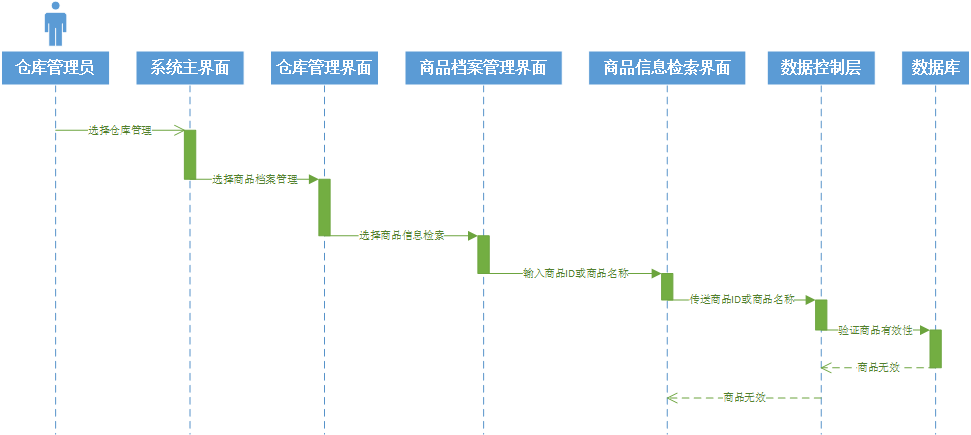 仓库管理员
系统主界面
仓库管理界面
商品档案管理界面
商品信息检索界面
数据控制层
数据库
选择仓库管理
选择商品档案管理
选择商品信息检索
输入商品ID或商品名称
传送商品ID或商品名称
验证商品有效性
商品无效
商品无效